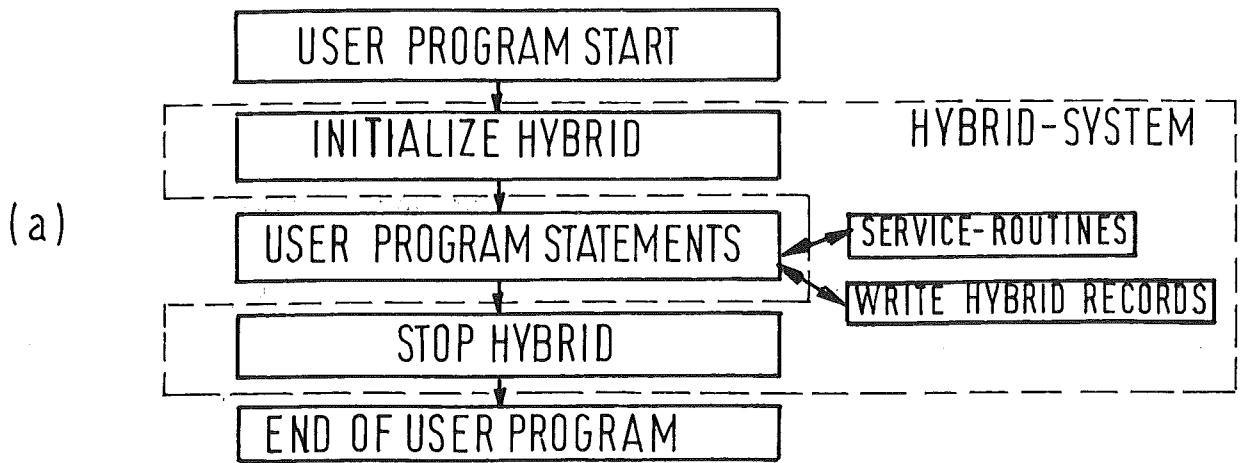 USER PROGRAM START
INITIALIZE HYBRID
HYBRID-SYSTEM
(a)
USER PROGRAM STATEMENTS
SERVICE-ROUTINES
WRITE HYBRID RECORDS
STOP HYBRID
END OF USER PROGRAM